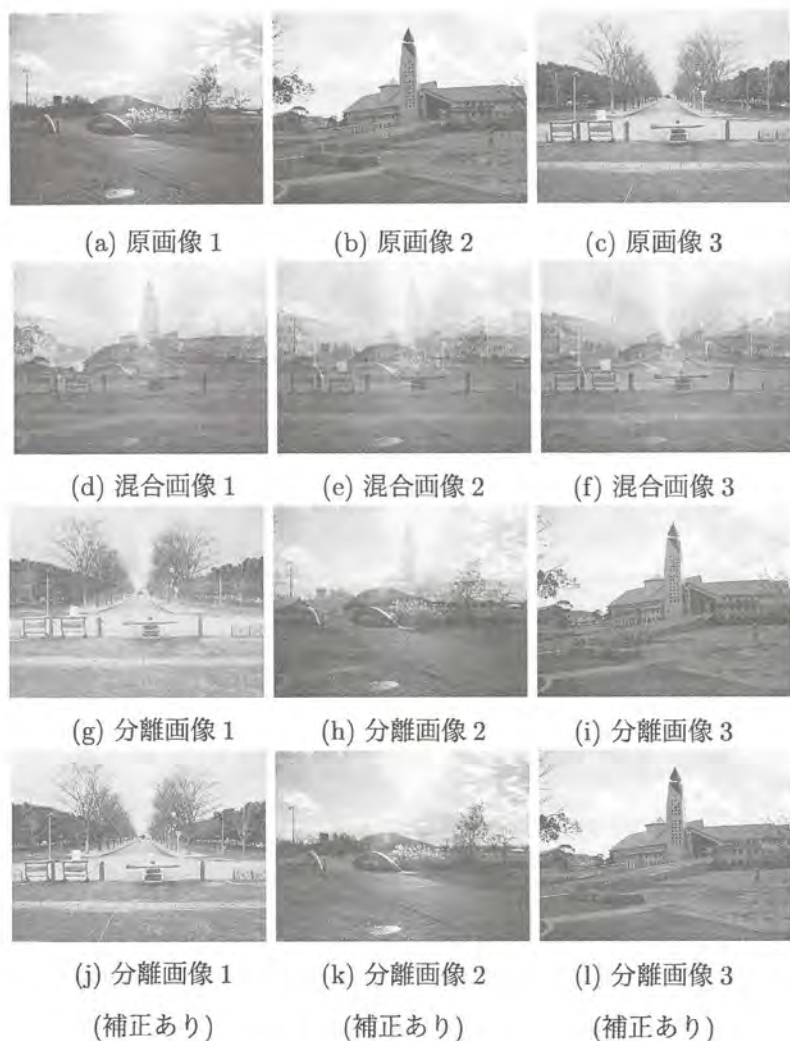 (a) 原画像 1
(b) 原画像 2
(c) 原画像 3
(d) 混合画像 1
(e) 混合画像 2
(f) 混合画像 3
(g) 分離画像 1
(h) 分離画像 2
(i) 分離画像 3
(j) 分離画像 1
(k) 分離画像 2
(l) 分離画像 3
(補正あり)
(補正あり)
(補正あり)